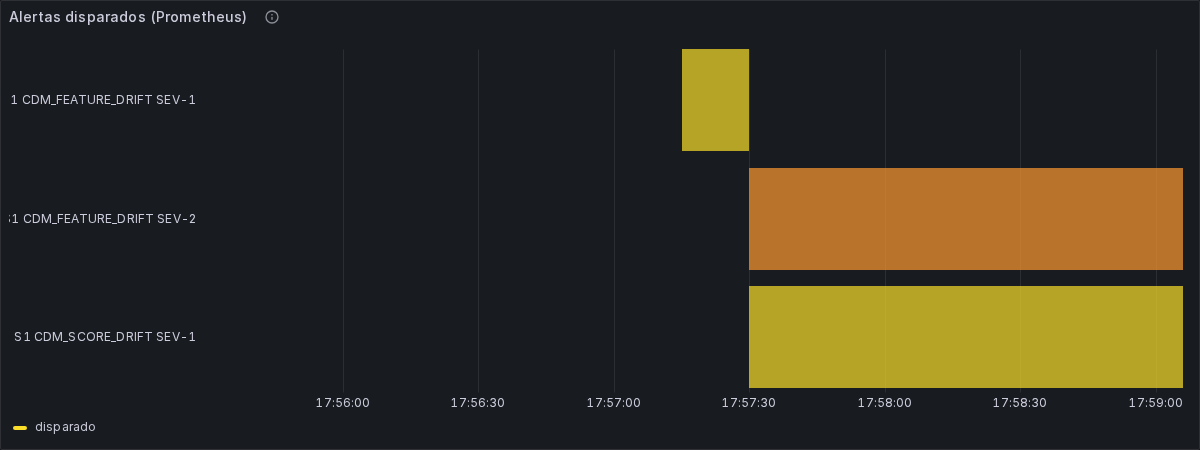 Alertas disparados (Prometheus)
1 CDM_FEATURE_DRIFT SEV-1
S1 CDM_FEATURE_DRIFT SEV-2
S1 CDM_SCORE_DRIFT SEV-1
17:56:00 17:56:30 17:57:00 17:57:30 17:58:00 17:58:30 17:59:00
disparado